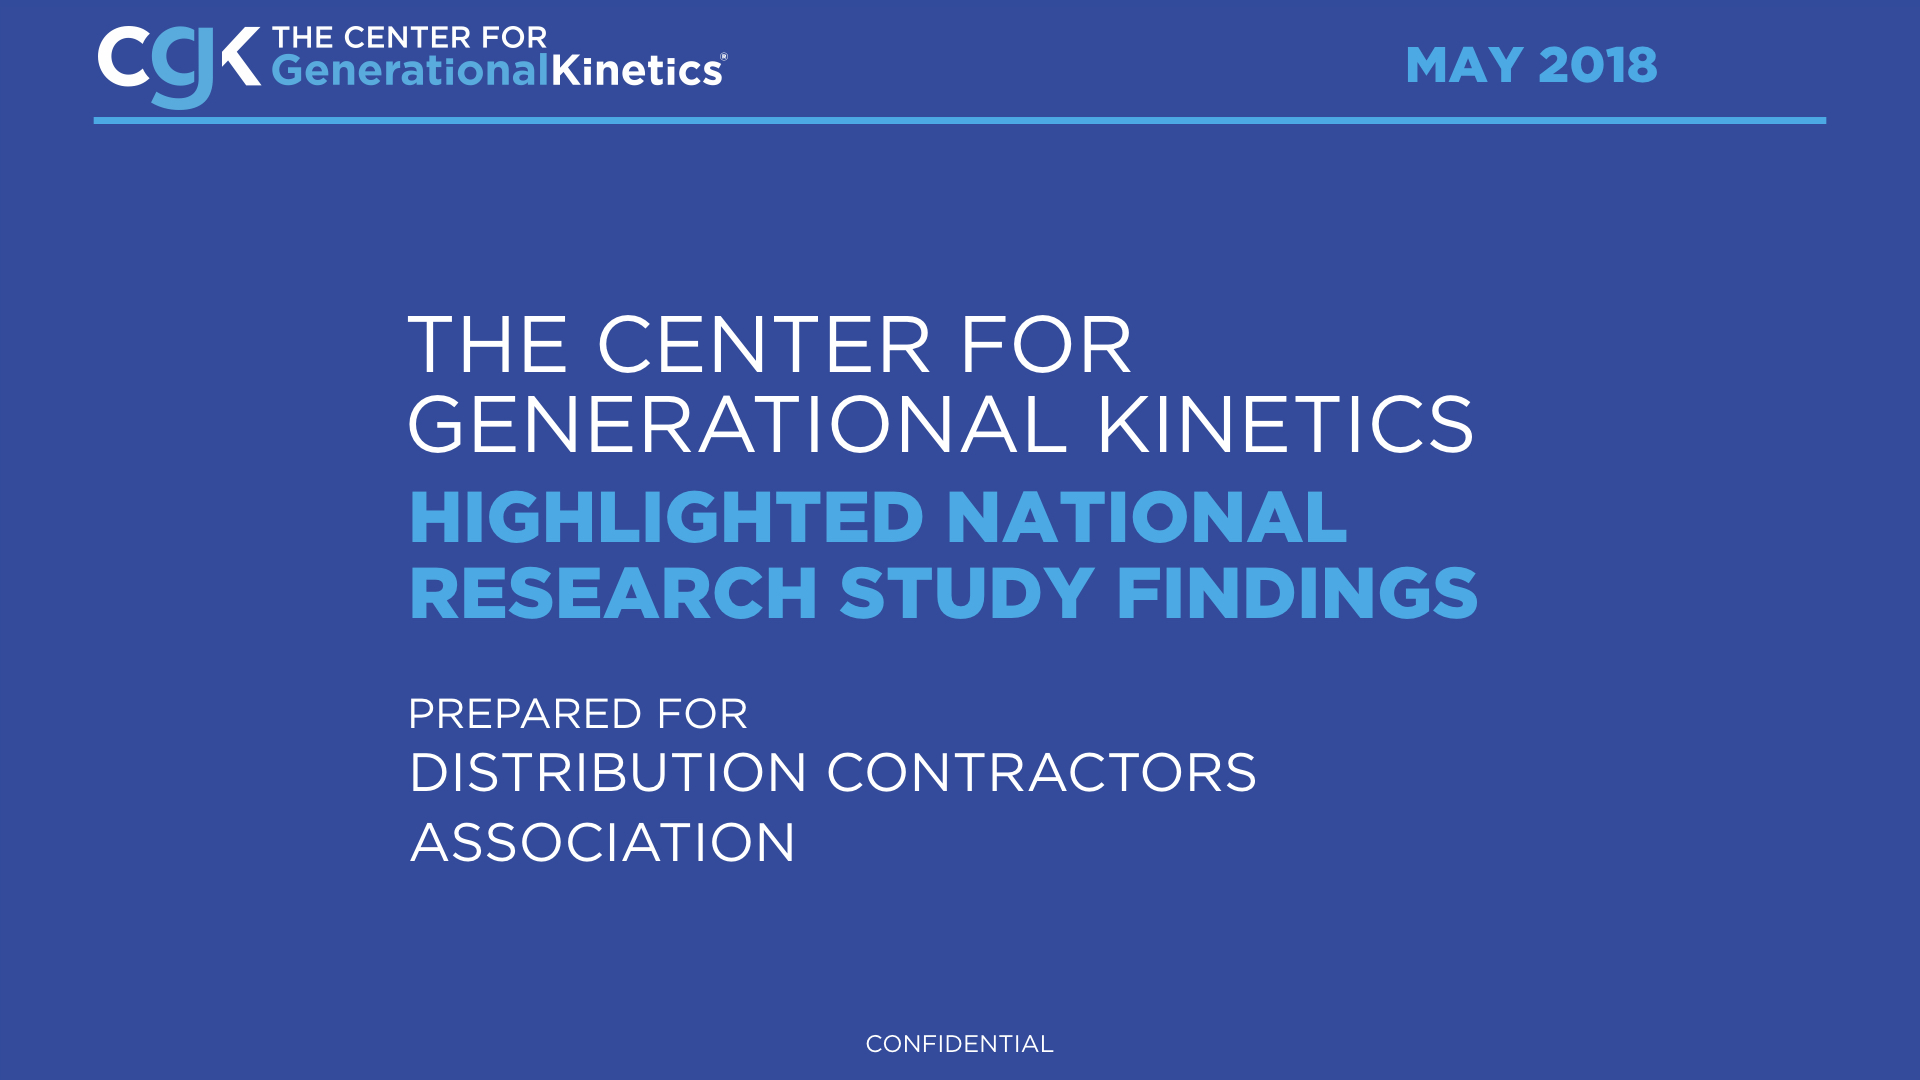 cgk THE CENTER FOR
GenerationalKinetics®
MAY 2018
THE CENTER FOR
GENERATIONAL KINETICS
HIGHLIGHTED NATIONAL
RESEARCH STUDY FINDINGS
PREPARED FOR
DISTRIBUTION CONTRACTORS
ASSOCIATION
CONFIDENTIAL